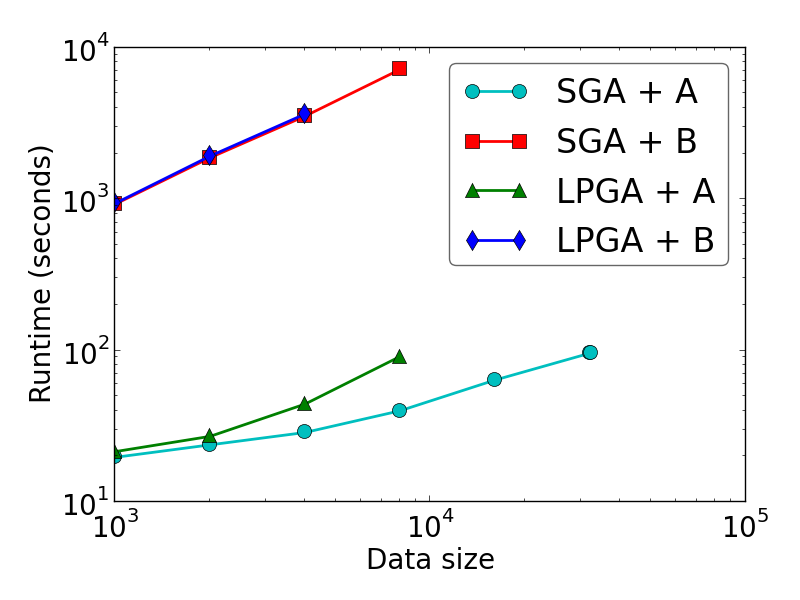 10^4
10^3
10^2
10^1
Runtime (seconds)
SGA + A
SGA + B
LPGA + A
LPGA + B
10^3 10^4 10^5
Data size